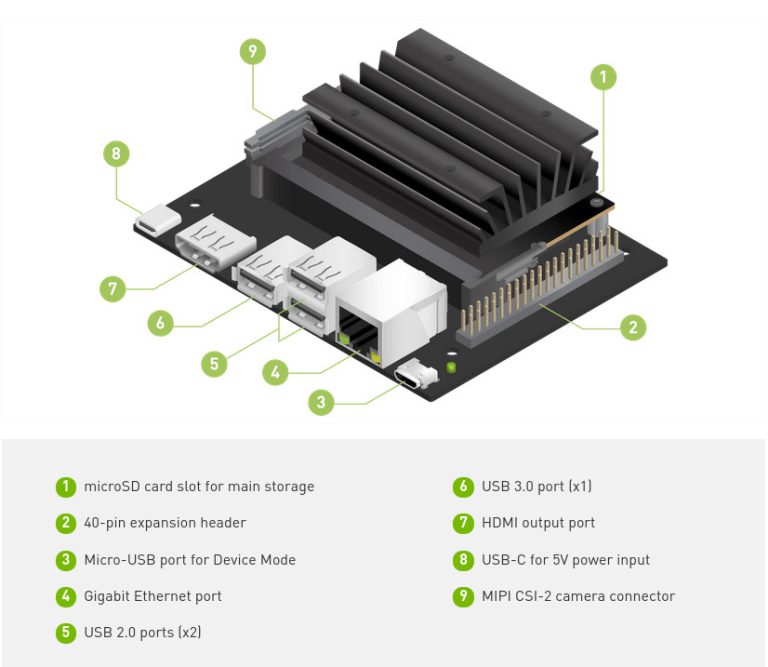 9
1
8
7
6
5
4
3
2
1 microSD card slot for main storage
2 40-pin expansion header
3 Micro-USB port for Device Mode
4 Gigabit Ethernet port
5 USB 2.0 ports (x2)
6 USB 3.0 port (x1)
7 HDMI output port
8 USB-C for 5V power input
9 MIPI CSI-2 camera connector